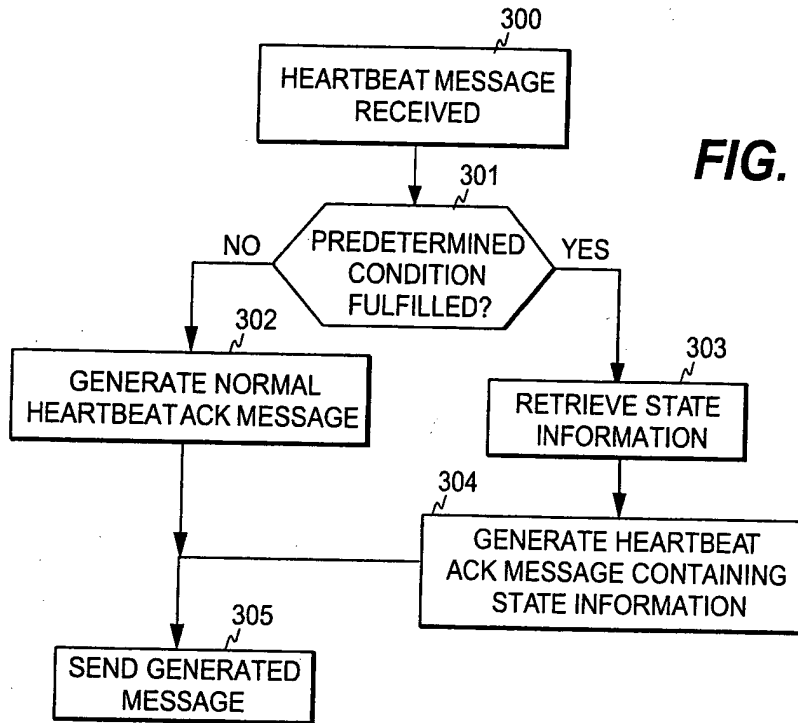 300
HEARTBEAT MESSAGE
RECEIVED
FIG.
301
NO
PREDETERMINED
CONDITION
FULFILLED?
YES
302
GENERATE NORMAL
HEARTBEAT ACK MESSAGE
303
RETRIEVE STATE
INFORMATION
304
GENERATE HEARTBEAT
ACK MESSAGE CONTAINING
STATE INFORMATION
305
SEND GENERATED
MESSAGE